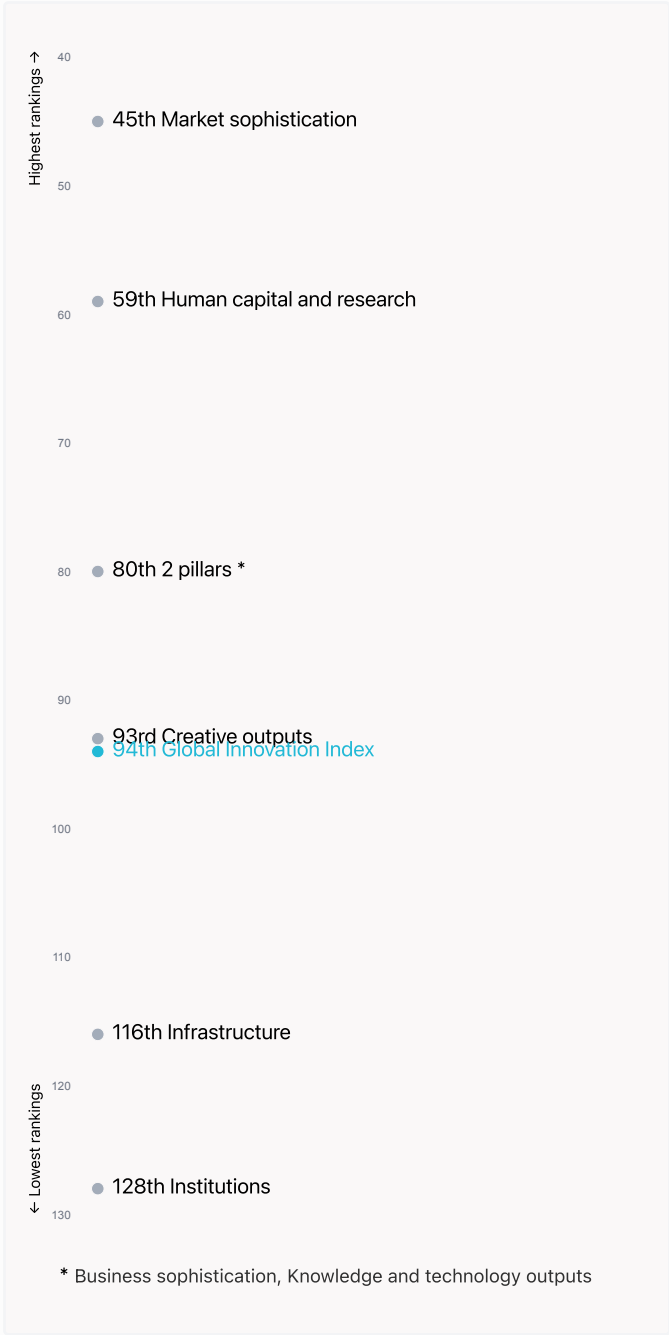 Highest rankings →
40
45th Market sophistication
50
59th Human capital and research
60
70
80
80th 2 pillars *
90
93rd Creative outputs
94th Global Innovation Index
100
110
116th Infrastructure
← Lowest rankings
120
128th Institutions
130
* Business sophistication, Knowledge and technology outputs